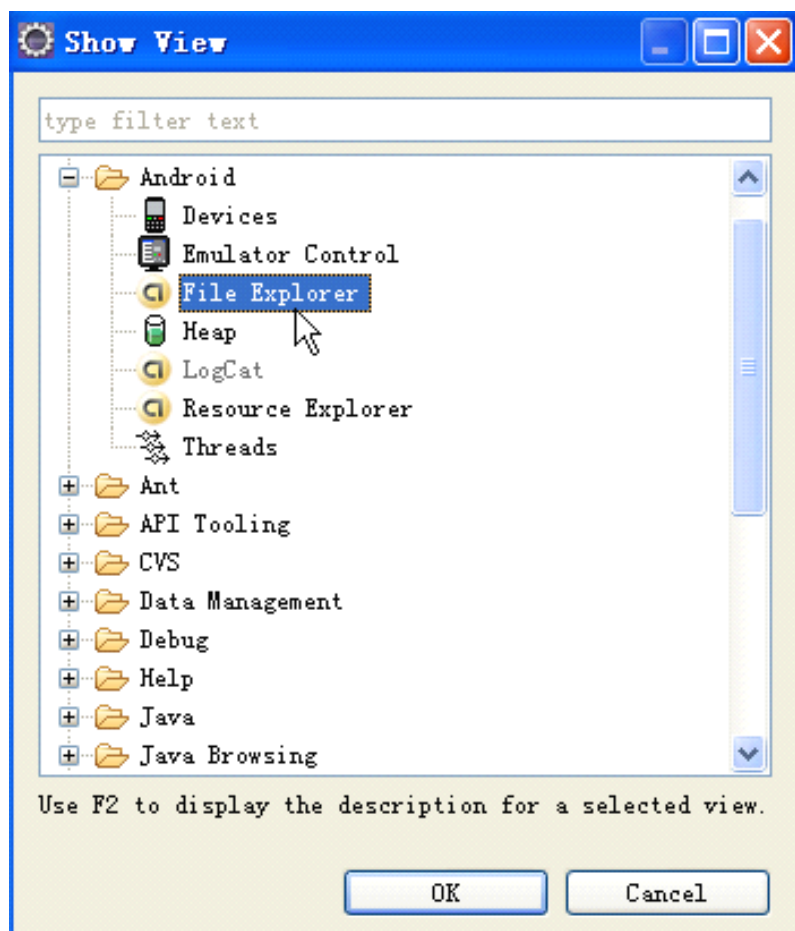 Show View
type filter text
Android
Devices
Emulator Control
File Explorer
Heap
LogCat
Resource Explorer
Threads
Ant
API Tooling
CVS
Data Management
Debug
Help
Java
Java Browsing
Use F2 to display the description for a selected view.
OK Cancel